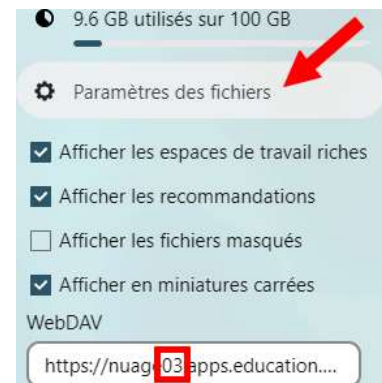 9.6 GB utilisés sur 100 GB
Paramètres des fichiers
Afficher les espaces de travail riches
Afficher les recommandations
Afficher les fichiers masqués
Afficher en miniatures carrées
WebDAV
https://nuage03.apps.education....